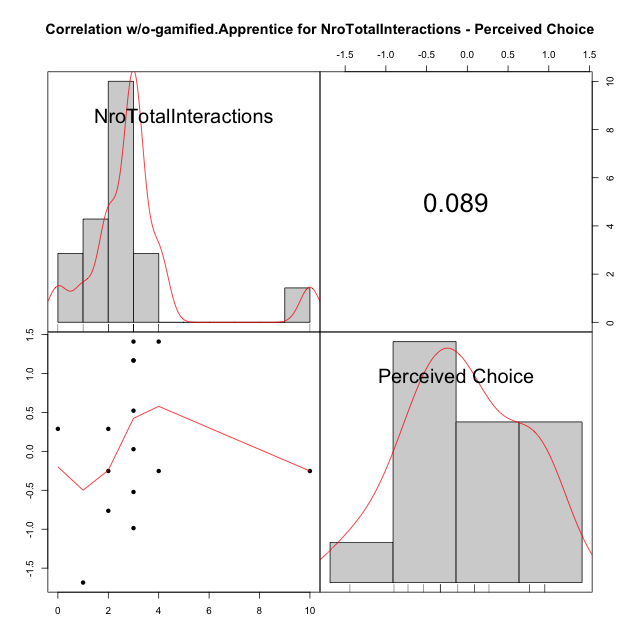 Correlation w/o-gamified.Apprentice for NroTotalInteractions - Perceived Choice
-1.5 -1.0 -0.5 0.0 0.5 1.0 1.5
NroTotalInteractions
0.089
0 2 4 6 8 10
-1.5 -1.0 -0.5 0.0 0.5 1.0 1.5
Perceived Choice
0 2 4 6 8 10